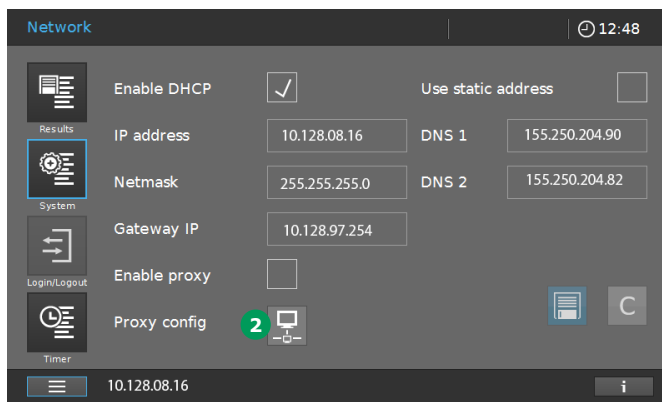 Network
12:48
Enable DHCP
Use static address
Results
IP address
10.128.08.16
DNS 1
155.250.204.90
Netmask
255.255.255.0
DNS 2
155.250.204.82
System
Gateway IP
10.128.97.254
Login/Logout
Enable proxy
C
Proxy config
2
Timer
10.128.08.16
i